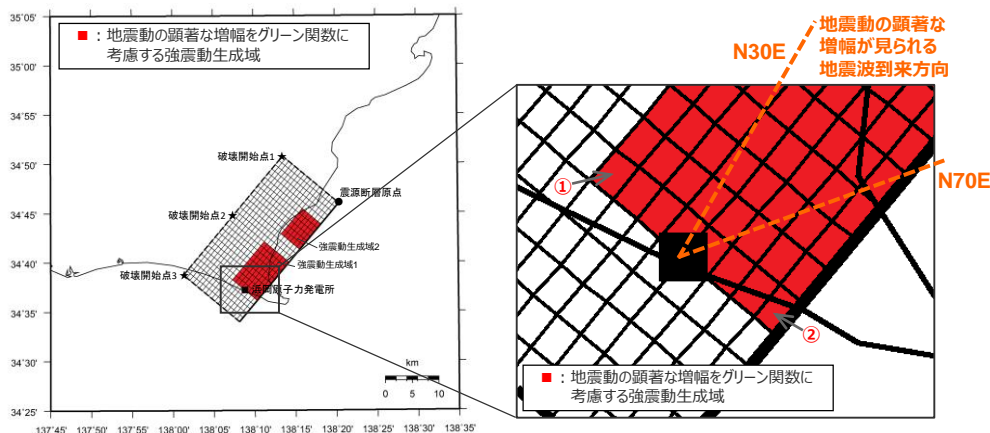 35˚05'
35˚00'
34˚55'
34˚50'
34˚45'
34˚40'
34˚35'
34˚30'
34˚25'
137˚45' 137˚50' 137˚55' 138˚00' 138˚05' 138˚10' 138˚15' 138˚20' 138˚25' 138˚30' 138˚35'
■：地震動の顕著な増幅をグリーン関数に
考慮する強震動生成域
破壊開始点1
震源断層原点
破壊開始点2
強震動生成域2
強震動生成域1
破壊開始点3
浜岡原子力発電所
km
0 5 10
地震動の顕著な
増幅が見られる
地震波到来方向
N30E
N70E
①
②
■：地震動の顕著な増幅をグリーン関数に
考慮する強震動生成域